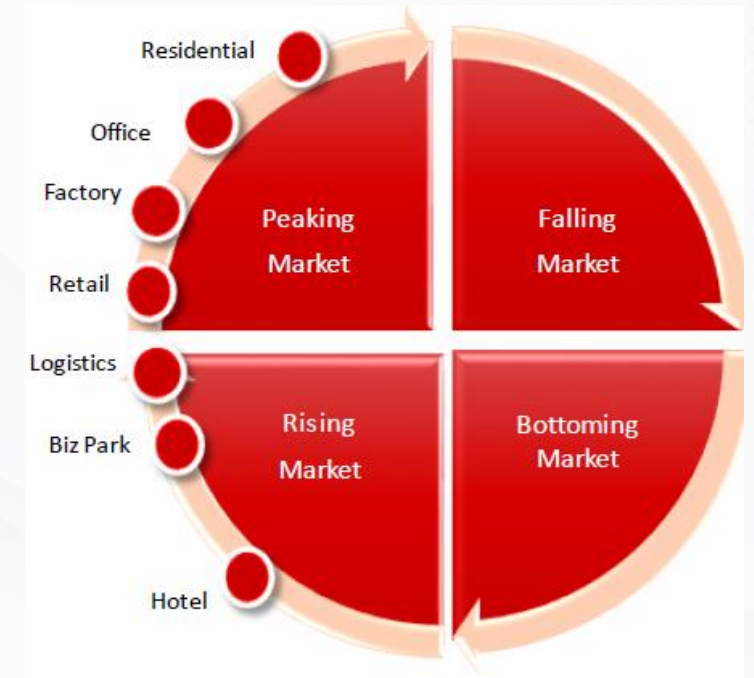 Residential
Office
Factory
Retail
Peaking
Market
Falling
Market
Logistics
Biz Park
Hotel
Rising
Market
Bottoming
Market